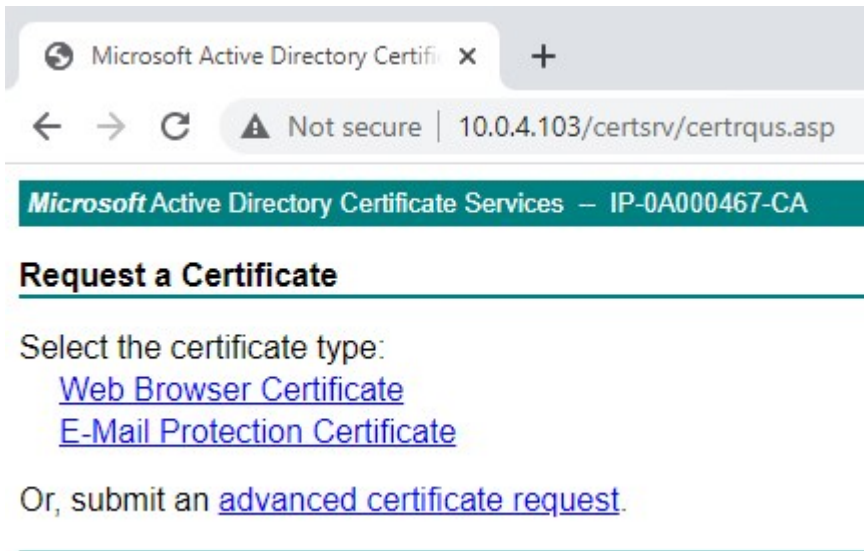 Microsoft Active Directory Certifi
Not secure | 10.0.4.103/certsrv/certrqus.asp
Microsoft Active Directory Certificate Services -- IP-0A000467-CA
Request a Certificate
Select the certificate type:
Web Browser Certificate
E-Mail Protection Certificate
Or, submit an advanced certificate request.